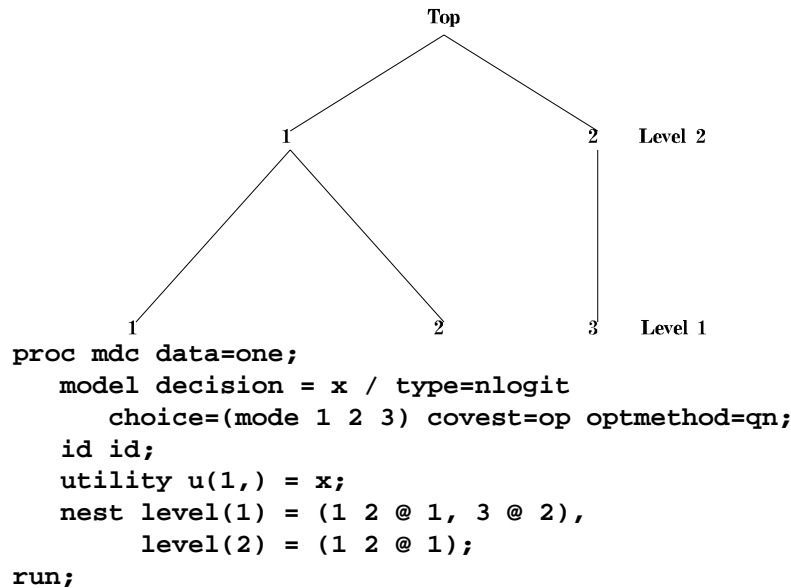 Top
1 2 Level 2
1 2 3 Level 1
proc mdc data=one;
   model decision = x / type=nlogit
      choice=(mode 1 2 3) covest=op optmethod=qn;
   id id;
   utility u(1,) = x;
   nest level(1) = (1 2 @ 1, 3 @ 2),
        level(2) = (1 2 @ 1);
run;